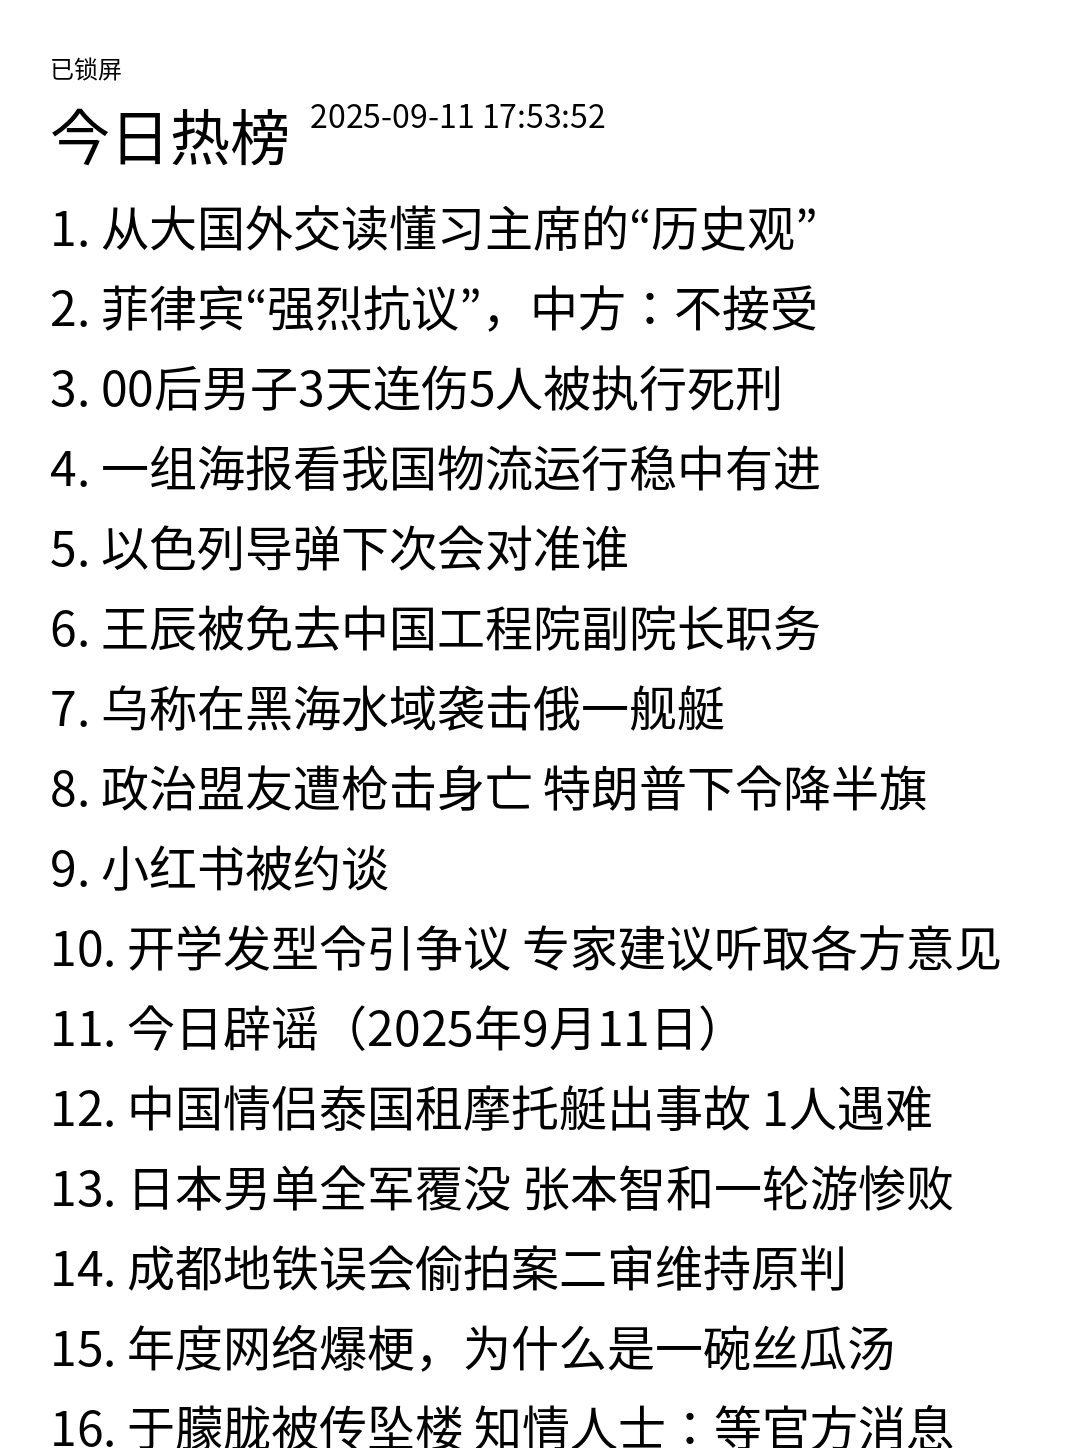 已锁屏
今日热榜 2025-09-11 17:53:52
1. 从大国外交读懂习主席的“历史观”
2. 菲律宾“强烈抗议”，中方：不接受
3. 00后男子3天连伤5人被执行死刑
4. 一组海报看我国物流运行稳中有进
5. 以色列导弹下次会对准谁
6. 王辰被免去中国工程院副院长职务
7. 乌称在黑海水域袭击俄一舰艇
8. 政治盟友遭枪击身亡 特朗普下令降半旗
9. 小红书被约谈
10. 开学发型令引争议 专家建议听取各方意见
11. 今日辟谣（2025年9月11日）
12. 中国情侣泰国租摩托艇出事故 1人遇难
13. 日本男单全军覆没 张本智和一轮游惨败
14. 成都地铁误会偷拍案二审维持原判
15. 年度网络爆梗，为什么是一碗丝瓜汤
16. 于朦胧被传坠楼 知情人士：等官方消息